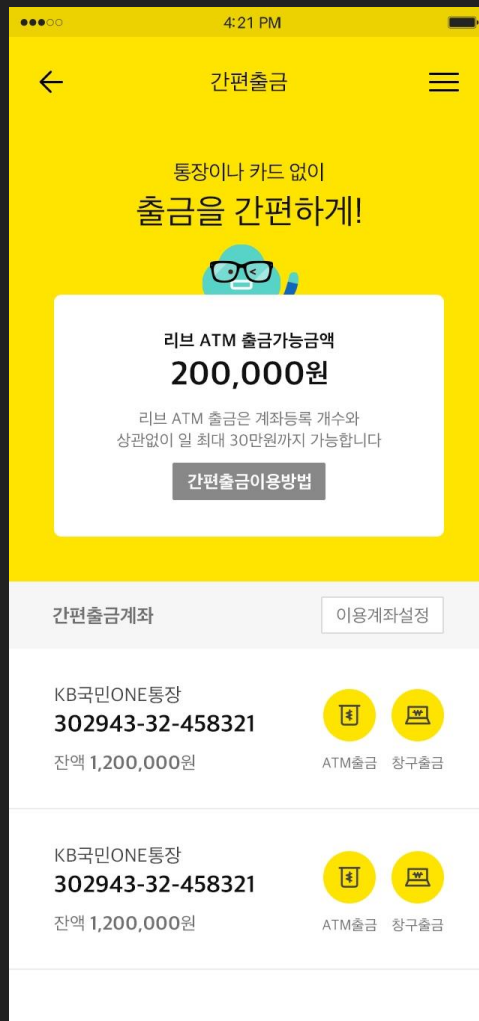 4:21 PM
간편출금
통장이나 카드 없이
출금을 간편하게!
리브 ATM 출금가능금액
200,000원
리브 ATM 출금은 계좌등록 개수와
상관없이 일 최대 30만원까지 가능합니다
간편출금이용방법
간편출금계좌 이용계좌설정
KB국민ONE통장
302943-32-458321
잔액 1,200,000원 ATM출금 창구출금
KB국민ONE통장
302943-32-458321
잔액 1,200,000원 ATM출금 창구출금